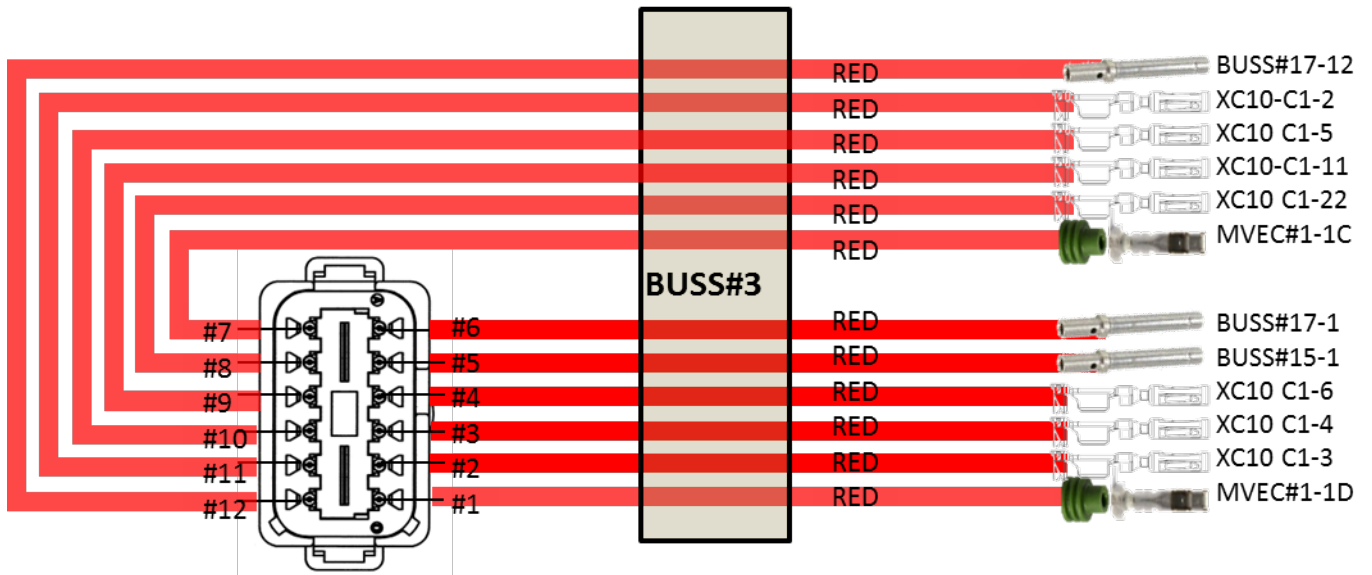 RED BUSS#17-12
RED XC10-C1-2
RED XC10 C1-5
RED XC10-C1-11
RED XC10 C1-22
RED MVEC#1-1C
BUSS#3
#7 #6 RED BUSS#17-1
#8 #5 RED BUSS#15-1
#9 #4 RED XC10 C1-6
#10 #3 RED XC10 C1-4
#11 #2 RED XC10 C1-3
#12 #1 RED MVEC#1-1D